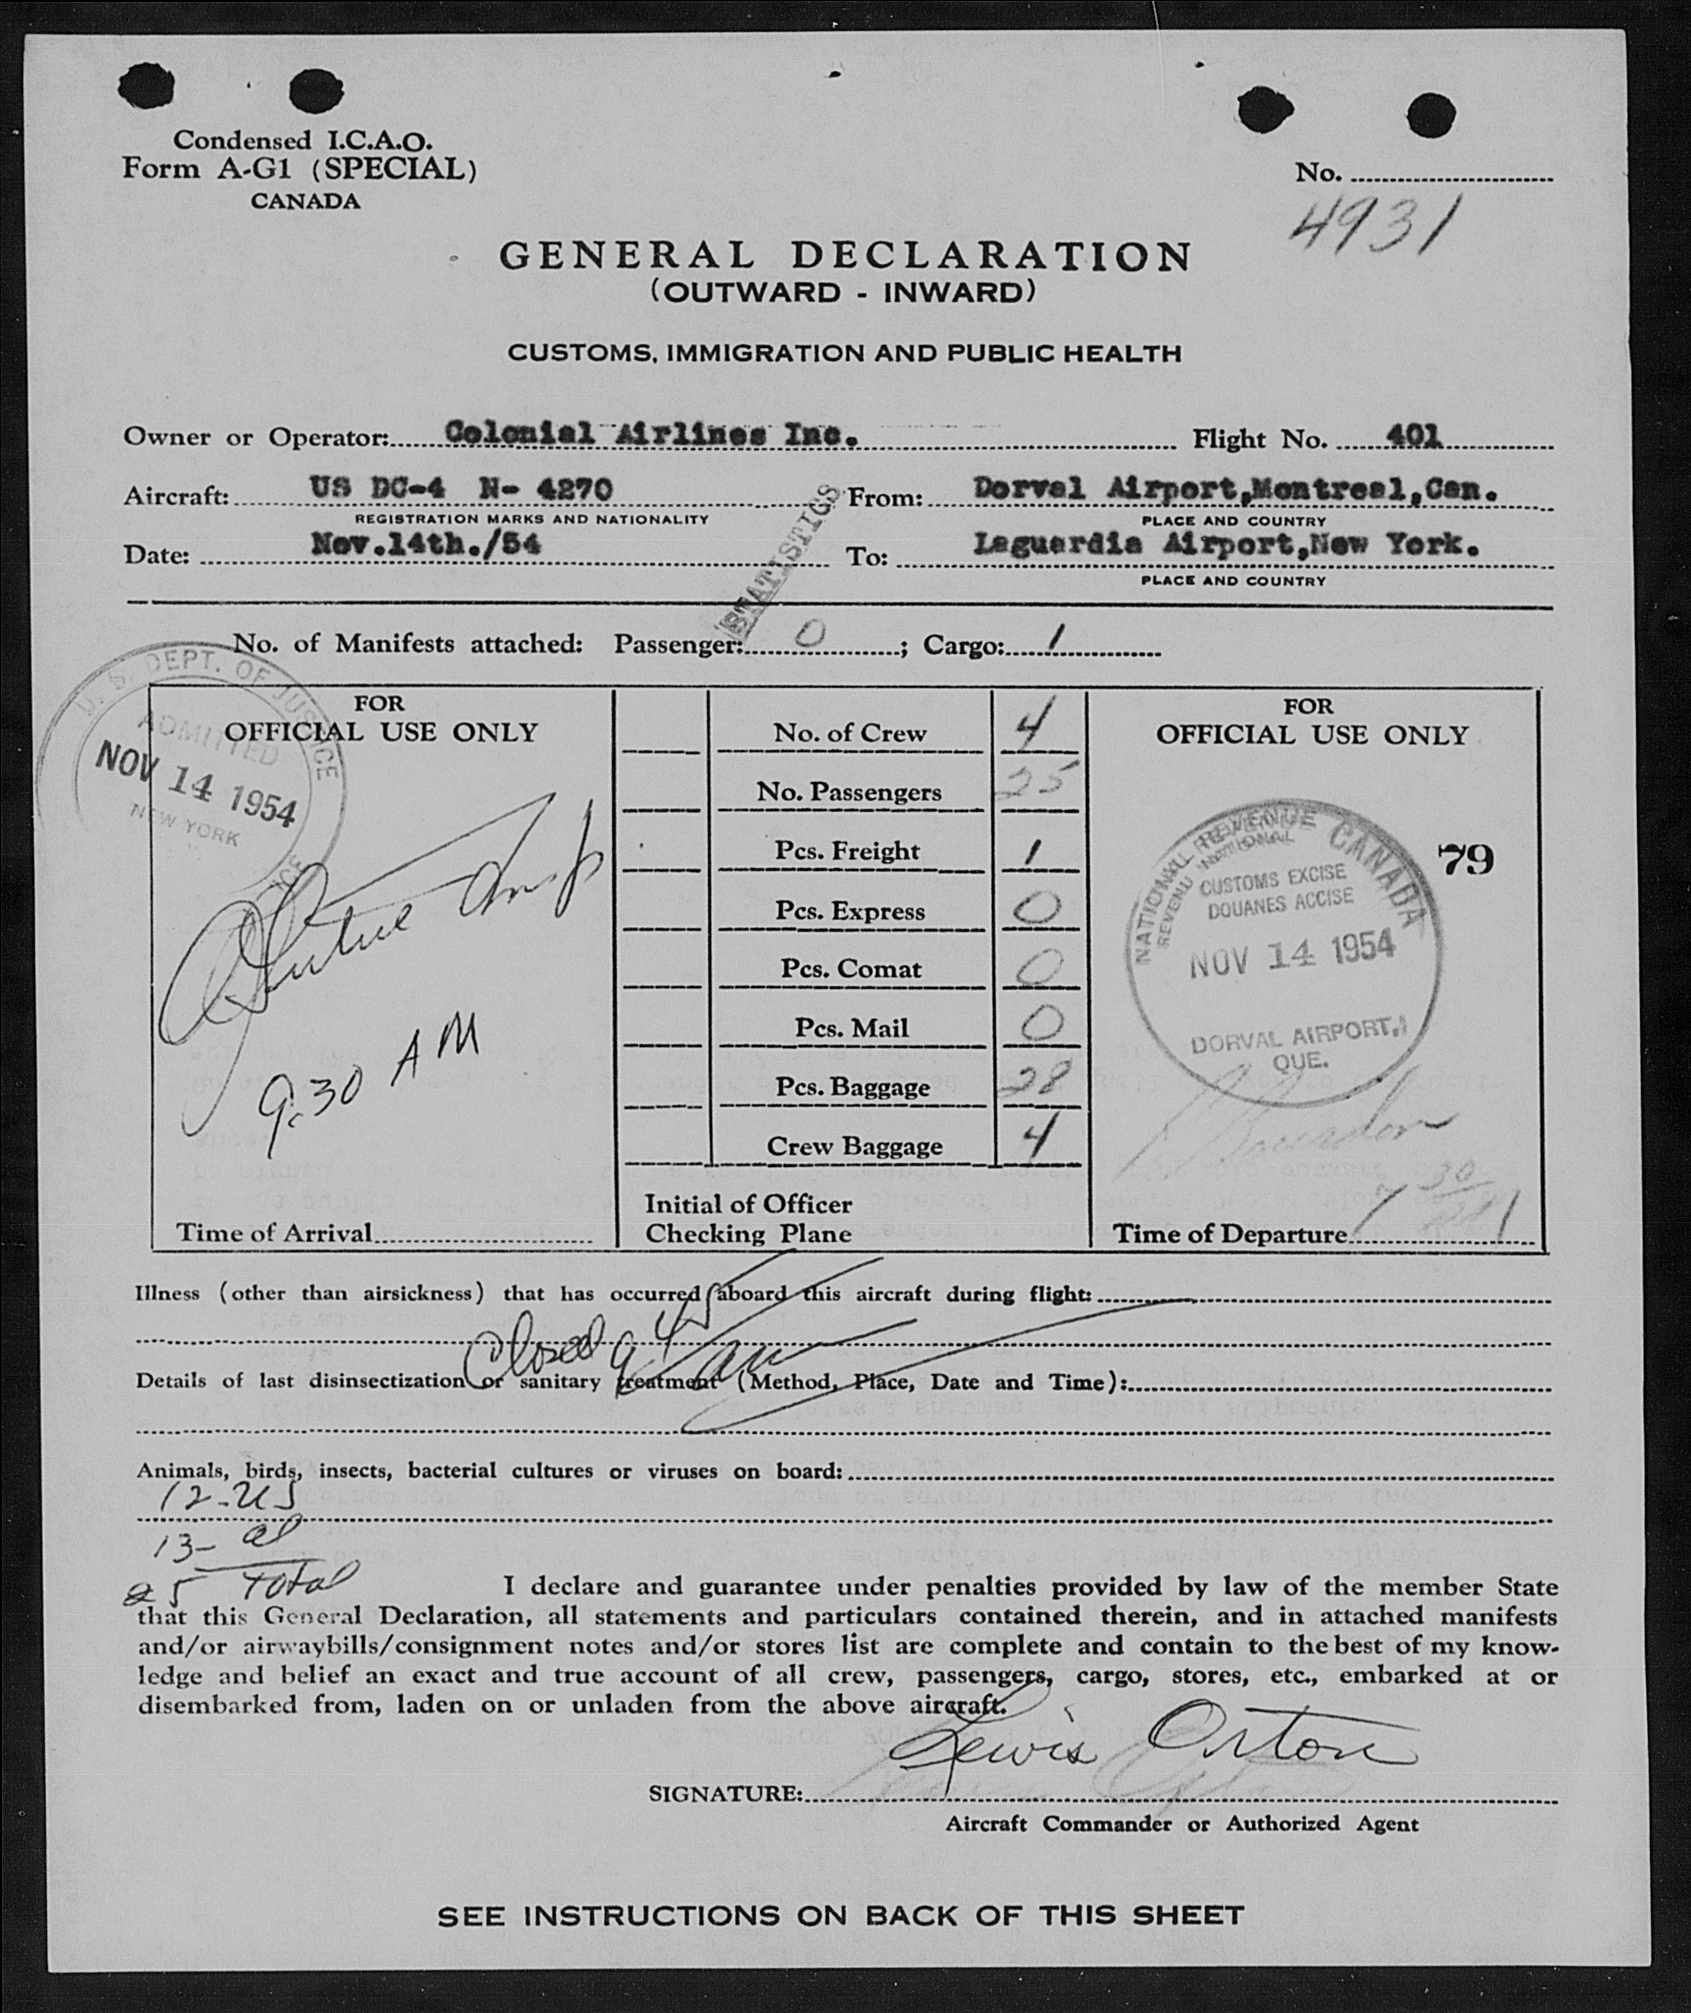 Condensed I.C.A.O.
Form A-G1 (SPECIAL)
CANADA
No.
4931
GENERAL DECLARATION
(OUTWARD - INWARD)
CUSTOMS, IMMIGRATION AND PUBLIC HEALTH
Owner or Operator: Colonial Airlines Inc. Flight No. 401
Aircraft: US DC-4 N- 4270 From: Dorval Airport,Montreal,Can.
REGISTRATION MARKS AND NATIONALITY PLACE AND COUNTRY
Date: Nov.14th./54 To: Laguardia Airport,New York.
PLACE AND COUNTRY
STATISTICS
No. of Manifests attached: Passenger: 0 ; Cargo: 1
U. S. DEPT. OF JUSTICE
ADMITTED
NOV 14 1954
NEW YORK
FOR
OFFICIAL USE ONLY
9:30 AM
Time of Arrival
No. of Crew 4
No. Passengers 25
Pcs. Freight 1
Pcs. Express 0
Pcs. Comat 0
Pcs. Mail 0
Pcs. Baggage 28
Crew Baggage 4
Initial of Officer
Checking Plane
FOR
OFFICIAL USE ONLY
79
NATIONAL REVENUE CANADA
REVENU NATIONAL
CUSTOMS EXCISE
DOUANES ACCISE
NOV 14 1954
DORVAL AIRPORT,
QUE.
7 30
Time of Departure
Illness (other than airsickness) that has occurred aboard this aircraft during flight:
Closed 9 45
Details of last disinsectization or sanitary treatment (Method, Place, Date and Time):
Animals, birds, insects, bacterial cultures or viruses on board:
12-US
13- al
25 Total
I declare and guarantee under penalties provided by law of the member State
that this General Declaration, all statements and particulars contained therein, and in attached manifests
and/or airwaybills/consignment notes and/or stores list are complete and contain to the best of my know-
ledge and belief an exact and true account of all crew, passengers, cargo, stores, etc., embarked at or
disembarked from, laden on or unladen from the above aircraft.
Lewis Orton
SIGNATURE:
Aircraft Commander or Authorized Agent
SEE INSTRUCTIONS ON BACK OF THIS SHEET